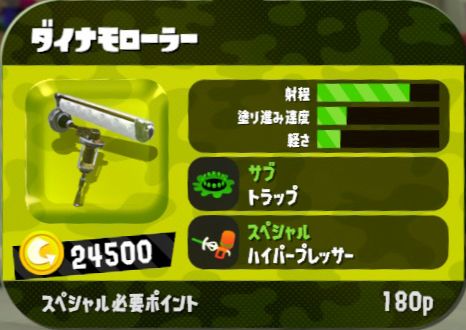 ダイナモローラー
射程
塗り進み速度
軽さ
サブ
トラップ
24500
スペシャル
ハイパープレッサー
スペシャル必要ポイント 180p